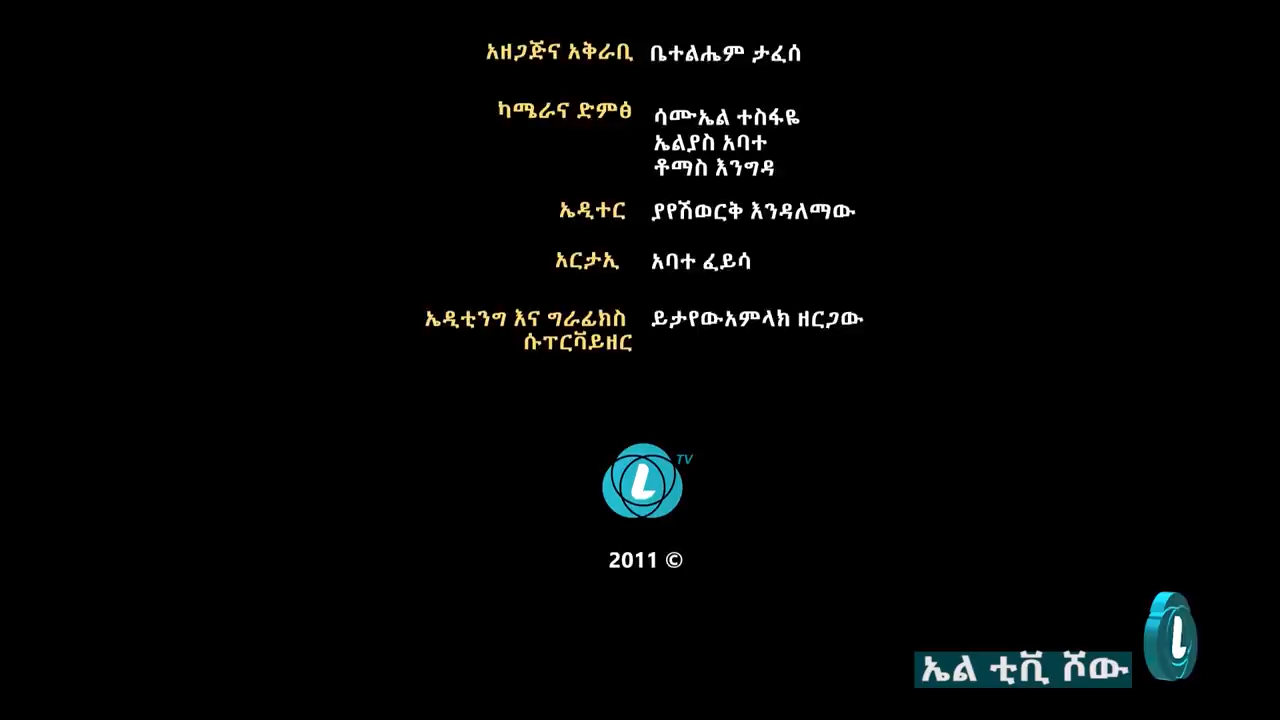 አዘጋጅና አቅራቢ ቤተልሔም ታፈሰ
ካሜራና ድምፅ ሳሙኤል ተስፋዬ
ኤልያስ አባተ
ቶማስ እንግዳ
ኤዲተር ያየሽወርቅ እንዳለማው
አርታኢ አባተ ፈይሳ
ኤዲቲንግ እና ግራፊክስ ይታየውአምላክ ዘርጋው
ሱፐርቫይዘር
L TV
2011 ©
ኤል ቲቪ ሾው
L